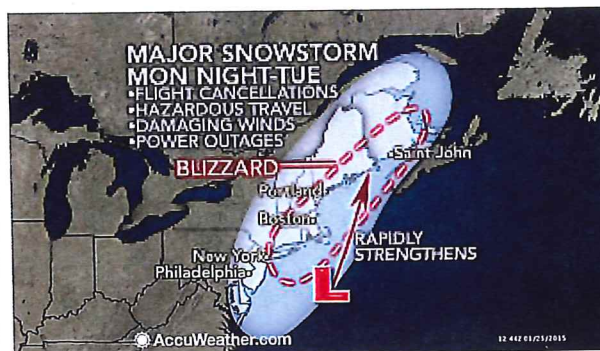 MAJOR SNOWSTORM
MON NIGHT-TUE
•FLIGHT CANCELLATIONS
•HAZARDOUS TRAVEL
•DAMAGING WINDS
•POWER OUTAGES
BLIZZARD
Saint John
Portland
Boston
RAPIDLY
STRENGTHENS
New York
Philadelphia
L
AccuWeather.com